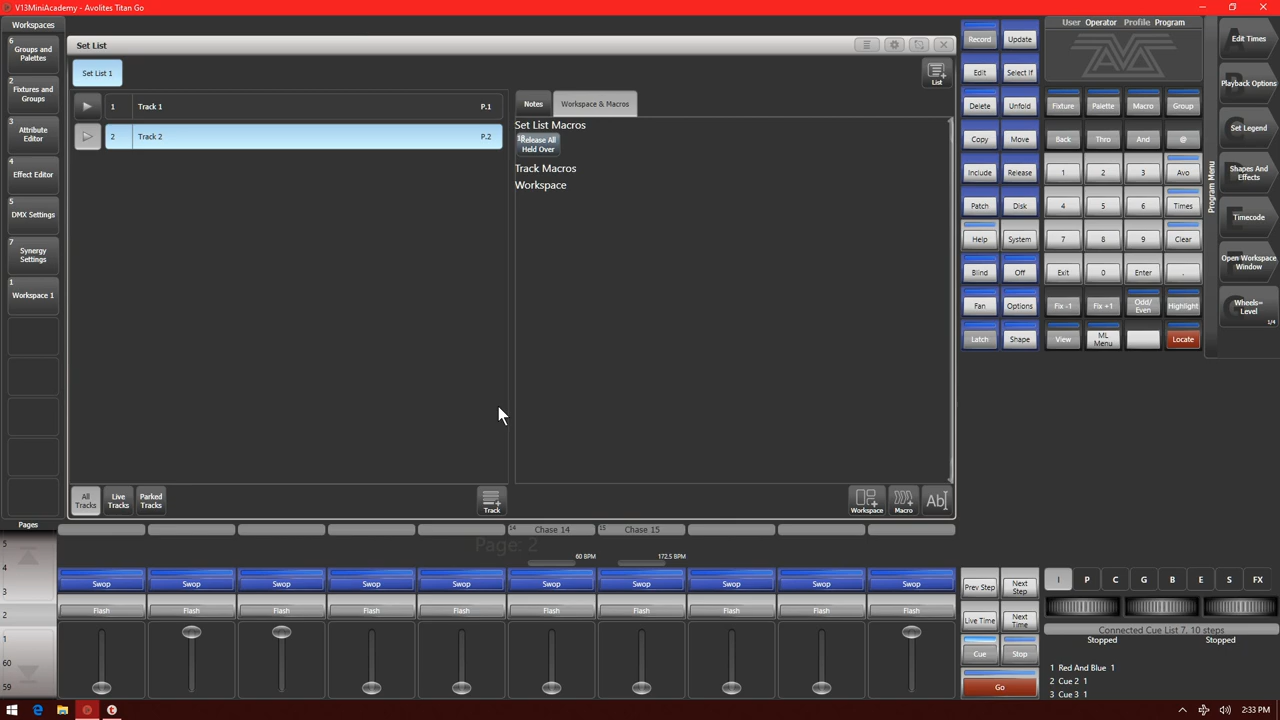 V13MiniAcademy - Avolites Titan Go
Workspaces
6
Groups and
Palettes
2
Fixtures and
Groups
3
Attribute
Editor
4
Effect Editor
5
DMX Settings
7
Synergy
Settings
1
Workspace 1
Set List
Set List 1
List
1 Track 1 P.1
2 Track 2 P.2
Notes
Workspace & Macros
Set List Macros
Release All
Held Over
Track Macros
Workspace
All
Tracks
Live
Tracks
Parked
Tracks
Track
Workspace
Macro
Ab
Record Update
Edit Select If
Delete Unfold
Copy Move
Include Release
Patch Disk
Help System
Blind Off
Fan Options
Latch Shape
User Operator Profile Program
Fixture Palette Macro Group
Back Thro And @
1 2 3 Avo
4 5 6 Times
7 8 9 Clear
Exit 0 Enter .
Fix -1 Fix +1 Odd/
Even Highlight
View ML
Menu Locate
Program Menu
A
Edit Times
B
Playback Options
C
Set Legend
D
Shapes And
Effects
E
Timecode
F
Open Workspace
Window
G
Wheels=
Level
1/4
Pages
5
4
3
2
1
60
59
14 Chase 14
15 Chase 15
Page: 2
60 BPM
172.5 BPM
Swop Swop Swop Swop Swop Swop Swop Swop Swop Swop
Flash Flash Flash Flash Flash Flash Flash Flash Flash Flash
Prev Step
Next
Step
Live Time
Next
Time
Cue Stop
Go
I P C G B E S FX
Connected Cue List 7, 10 steps
Stopped Stopped
1 Red And Blue 1
2 Cue 2 1
3 Cue 3 1
2:33 PM